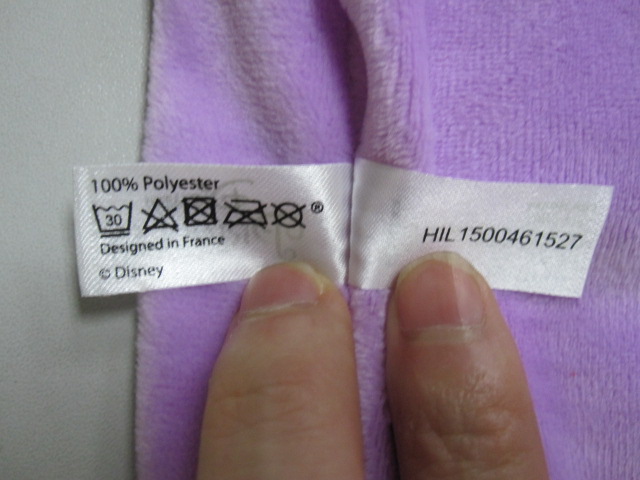 100% Polyester
30 ®
Designed in France
© Disney
HIL1500461527